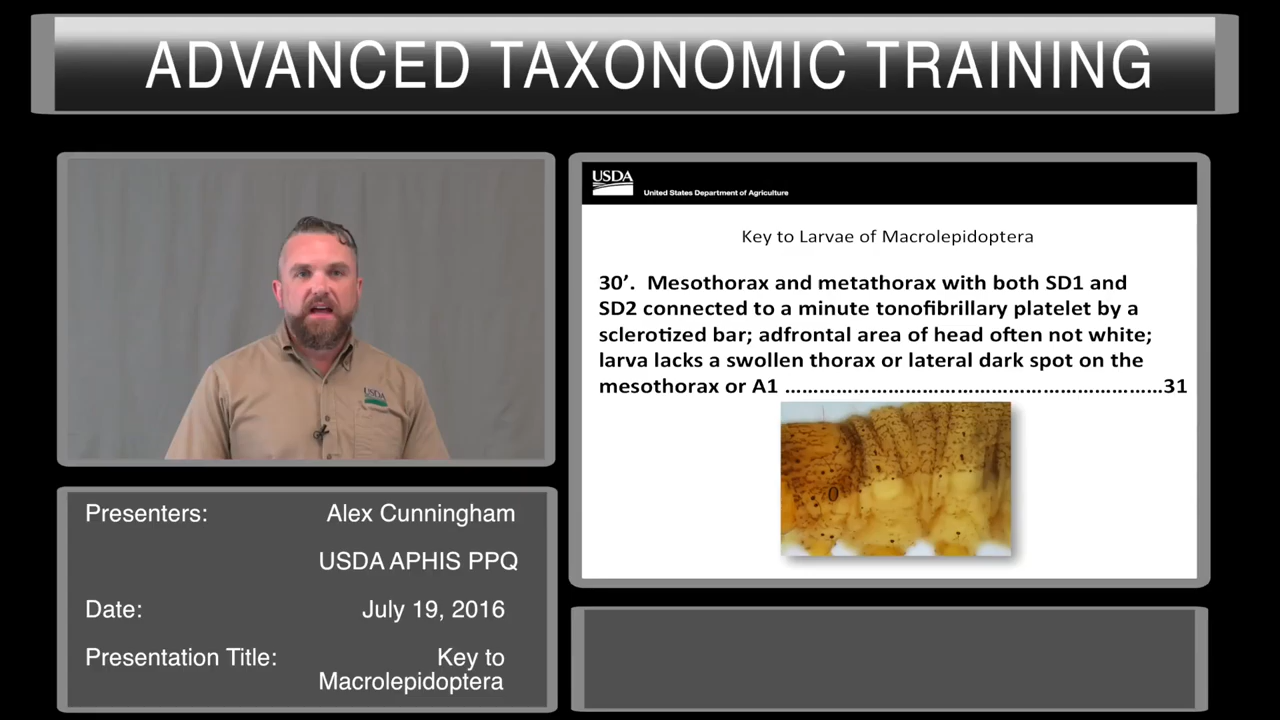 ADVANCED TAXONOMIC TRAINING
USDA
USDA
United States Department of Agriculture
Key to Larvae of Macrolepidoptera
30’.  Mesothorax and metathorax with both SD1 and
SD2 connected to a minute tonofibrillary platelet by a
sclerotized bar; adfrontal area of head often not white;
larva lacks a swollen thorax or lateral dark spot on the
mesothorax or A1 ……………………………………………………………31
Presenters: Alex Cunningham
USDA APHIS PPQ
Date: July 19, 2016
Presentation Title: Key to
Macrolepidoptera